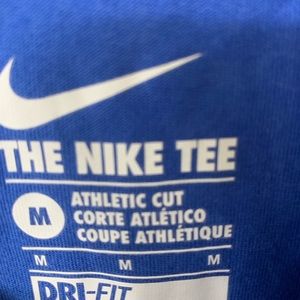 THE NIKE TEE
M
ATHLETIC CUT
CORTE ATLÉTICO
COUPE ATHLÉTIQUE
M M M
DRI-FIT